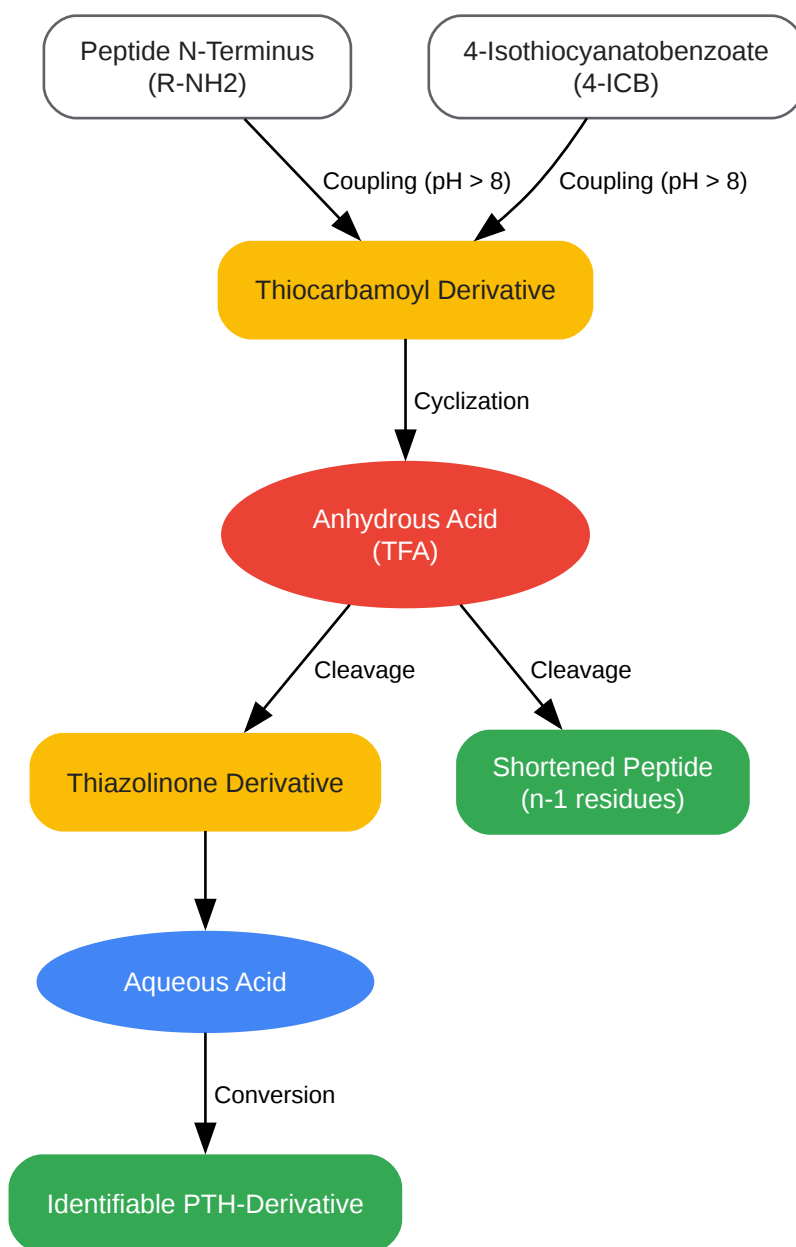 Peptide N-Terminus
(R-NH2)
4-Isothiocyanatobenzoate
(4-ICB)
Coupling (pH > 8)
Coupling (pH > 8)
Thiocarbamoyl Derivative
Cyclization
Anhydrous Acid
(TFA)
Cleavage
Cleavage
Thiazolinone Derivative
Shortened Peptide
(n-1 residues)
Aqueous Acid
Conversion
Identifiable PTH-Derivative